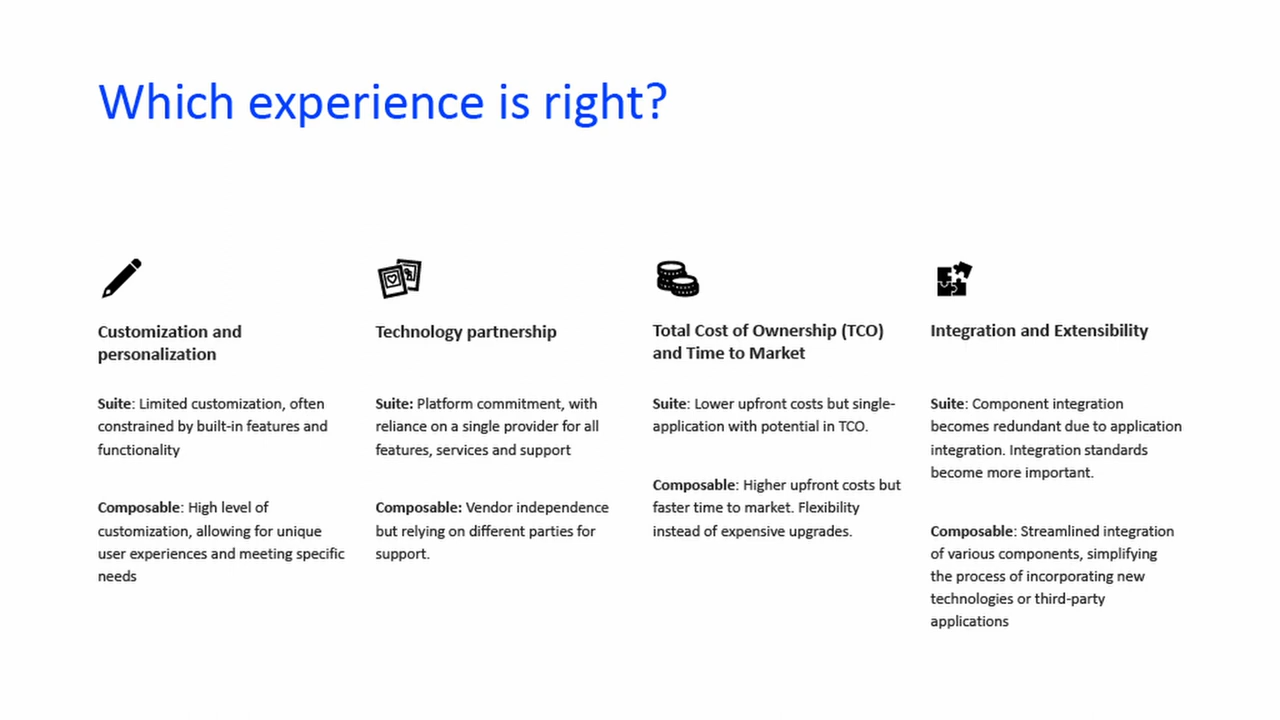 Which experience is right?
Customization and
personalization
Suite: Limited customization, often
constrained by built-in features and
functionality
Composable: High level of
customization, allowing for unique
user experiences and meeting specific
needs
Technology partnership
Suite: Platform commitment, with
reliance on a single provider for all
features, services and support
Composable: Vendor independence
but relying on different parties for
support.
Total Cost of Ownership (TCO)
and Time to Market
Suite: Lower upfront costs but single-
application with potential in TCO.
Composable: Higher upfront costs but
faster time to market. Flexibility
instead of expensive upgrades.
Integration and Extensibility
Suite: Component integration
becomes redundant due to application
integration. Integration standards
become more important.
Composable: Streamlined integration
of various components, simplifying
the process of incorporating new
technologies or third-party
applications